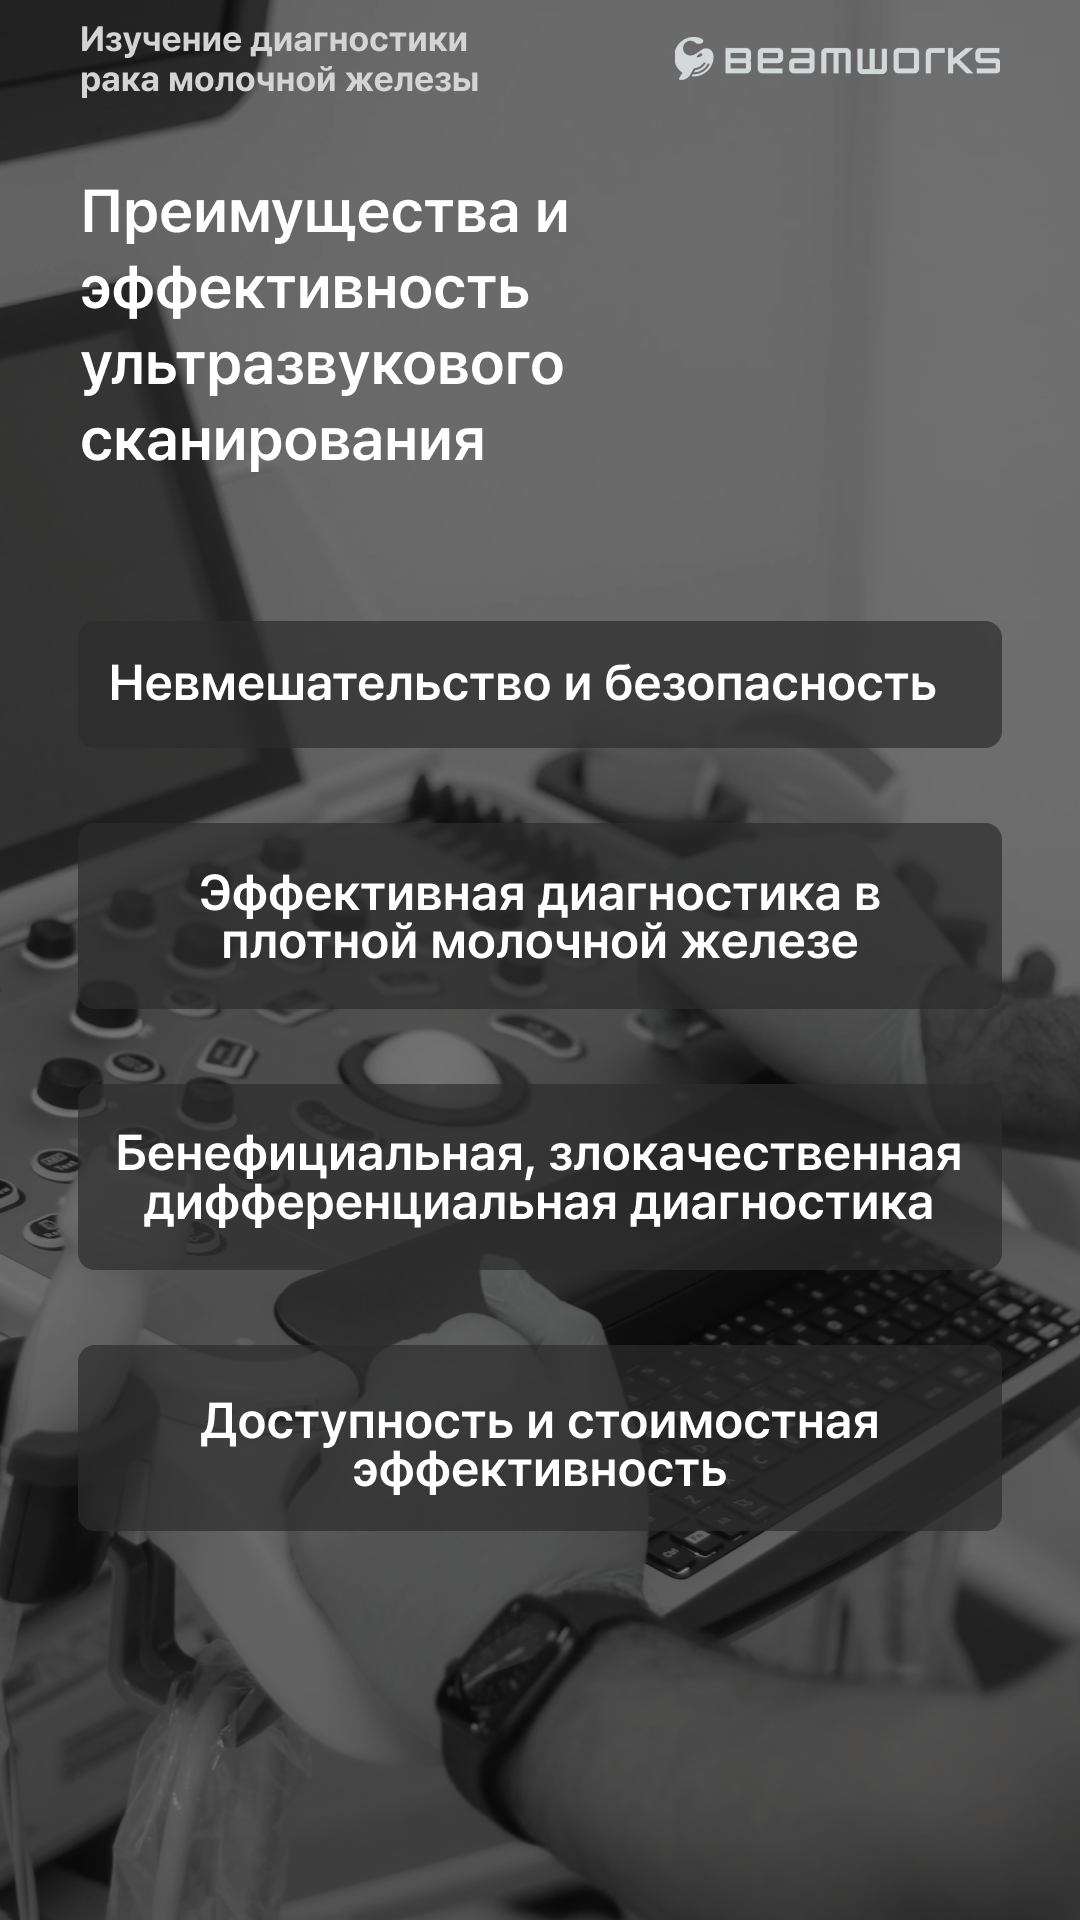 Изучение диагностики
рака молочной железы
BEAMWORKS
Преимущества и
эффективность
ультразвукового
сканирования
Невмешательство и безопасность
Эффективная диагностика в
плотной молочной железе
Бенефициальная, злокачественная
дифференциальная диагностика
Доступность и стоимостная
эффективность